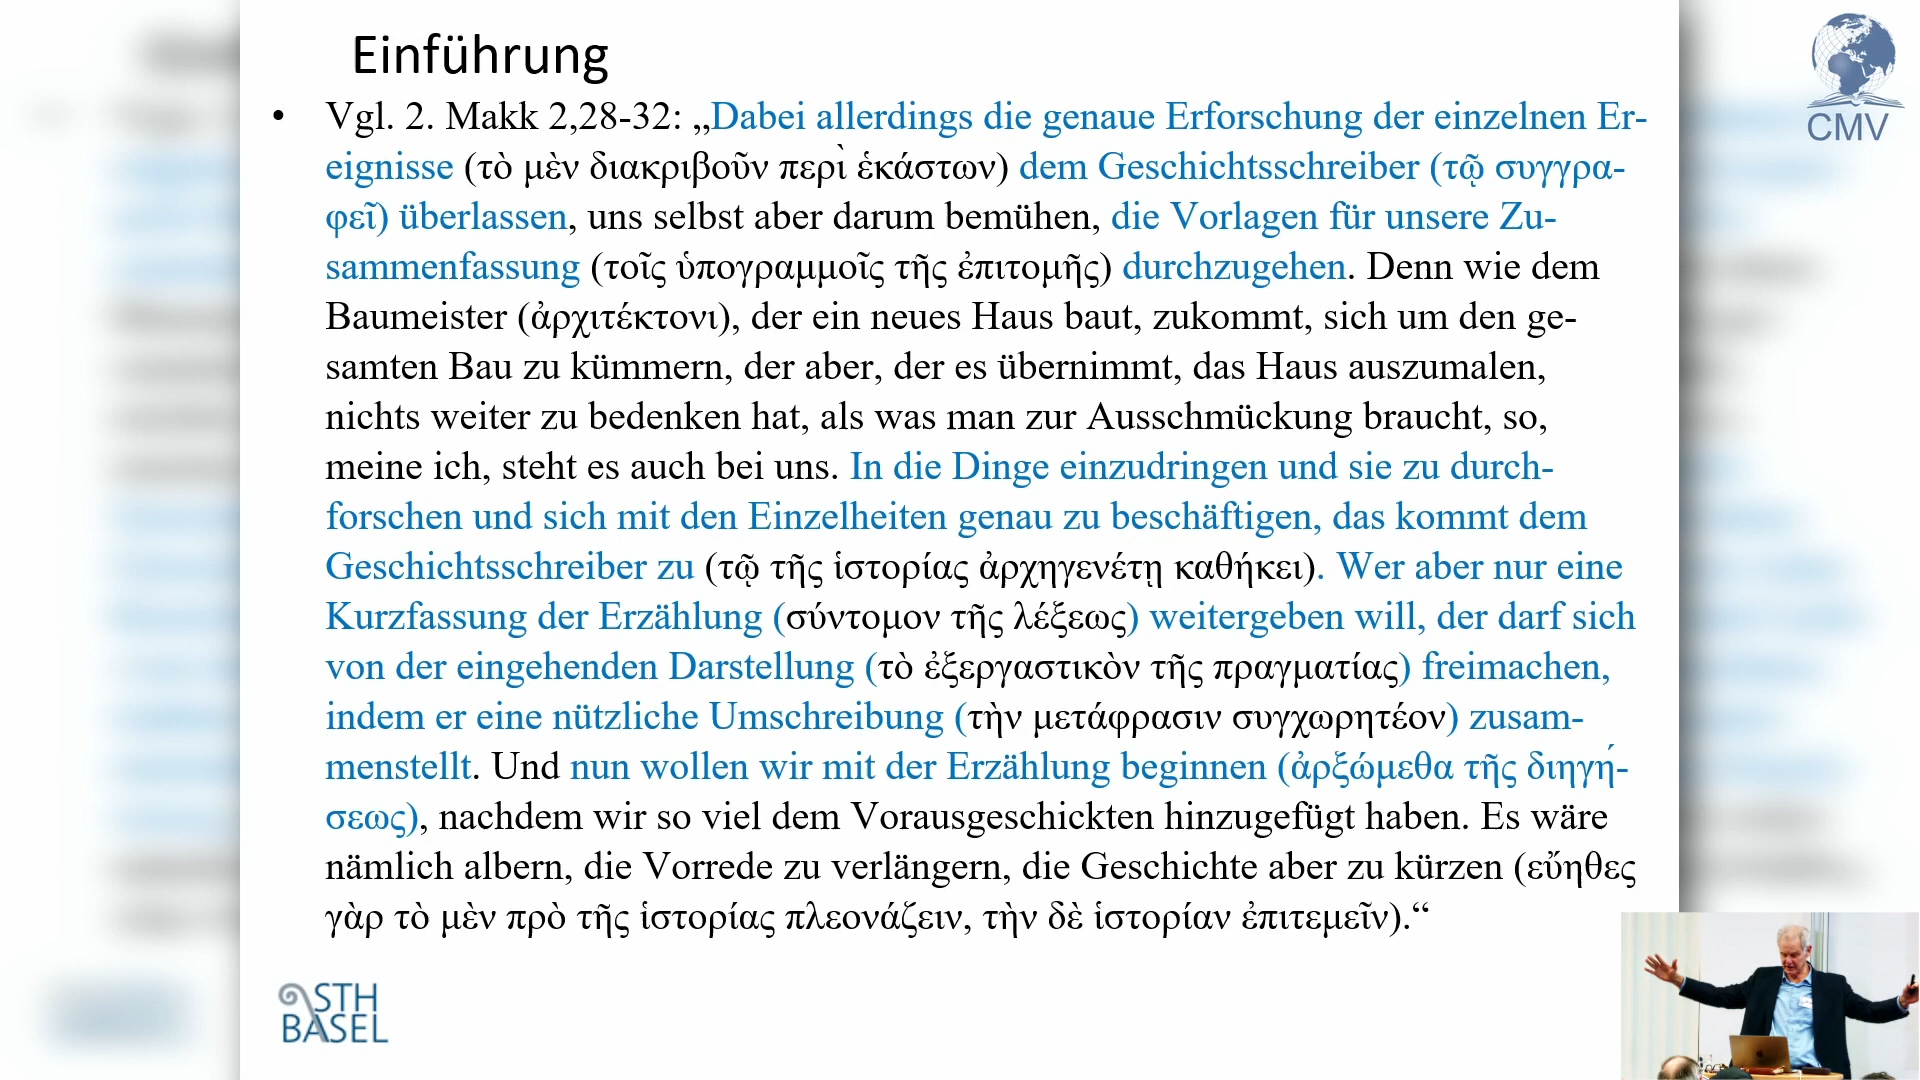 Einführung
• Vgl. 2. Makk 2,28-32: „Dabei allerdings die genaue Erforschung der einzelnen Er-
eignisse (τὸ μὲν διακριβοῦν περὶ ἑκάστων) dem Geschichtsschreiber (τῷ συγγρα-
φεῖ) überlassen, uns selbst aber darum bemühen, die Vorlagen für unsere Zu-
sammenfassung (τοῖς ὑπογραμμοῖς τῆς ἐπιτομῆς) durchzugehen. Denn wie dem
Baumeister (ἀρχιτέκτονι), der ein neues Haus baut, zukommt, sich um den ge-
samten Bau zu kümmern, der aber, der es übernimmt, das Haus auszumalen,
nichts weiter zu bedenken hat, als was man zur Ausschmückung braucht, so,
meine ich, steht es auch bei uns. In die Dinge einzudringen und sie zu durch-
forschen und sich mit den Einzelheiten genau zu beschäftigen, das kommt dem
Geschichtsschreiber zu (τῷ τῆς ἱστορίας ἀρχηγενέτῃ καθήκει). Wer aber nur eine
Kurzfassung der Erzählung (σύντομον τῆς λέξεως) weitergeben will, der darf sich
von der eingehenden Darstellung (τὸ ἐξεργαστικὸν τῆς πραγματίας) freimachen,
indem er eine nützliche Umschreibung (τὴν μετάφρασιν συγχωρητέον) zusam-
menstellt. Und nun wollen wir mit der Erzählung beginnen (ἀρξώμεθα τῆς διηγή-
σεως), nachdem wir so viel dem Vorausgeschickten hinzugefügt haben. Es wäre
nämlich albern, die Vorrede zu verlängern, die Geschichte aber zu kürzen (εὔηθες
γὰρ τὸ μὲν πρὸ τῆς ἱστορίας πλεονάζειν, τὴν δὲ ἱστορίαν ἐπιτεμεῖν).“
STH
BASEL
CMV